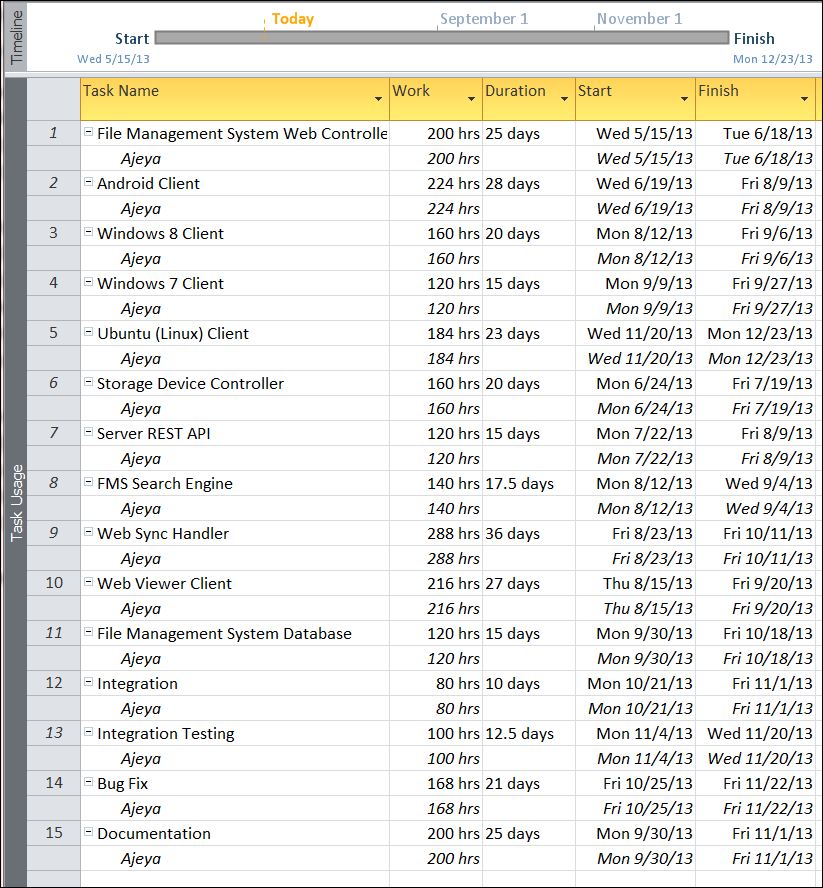 Timeline
Today
September 1
November 1
Start
Finish
Wed 5/15/13
Mon 12/23/13
Task Usage
Task Name Work Duration Start Finish
1 File Management System Web Controlle 200 hrs 25 days Wed 5/15/13 Tue 6/18/13
Ajeya 200 hrs Wed 5/15/13 Tue 6/18/13
2 Android Client 224 hrs 28 days Wed 6/19/13 Fri 8/9/13
Ajeya 224 hrs Wed 6/19/13 Fri 8/9/13
3 Windows 8 Client 160 hrs 20 days Mon 8/12/13 Fri 9/6/13
Ajeya 160 hrs Mon 8/12/13 Fri 9/6/13
4 Windows 7 Client 120 hrs 15 days Mon 9/9/13 Fri 9/27/13
Ajeya 120 hrs Mon 9/9/13 Fri 9/27/13
5 Ubuntu (Linux) Client 184 hrs 23 days Wed 11/20/13 Mon 12/23/13
Ajeya 184 hrs Wed 11/20/13 Mon 12/23/13
6 Storage Device Controller 160 hrs 20 days Mon 6/24/13 Fri 7/19/13
Ajeya 160 hrs Mon 6/24/13 Fri 7/19/13
7 Server REST API 120 hrs 15 days Mon 7/22/13 Fri 8/9/13
Ajeya 120 hrs Mon 7/22/13 Fri 8/9/13
8 FMS Search Engine 140 hrs 17.5 days Mon 8/12/13 Wed 9/4/13
Ajeya 140 hrs Mon 8/12/13 Wed 9/4/13
9 Web Sync Handler 288 hrs 36 days Fri 8/23/13 Fri 10/11/13
Ajeya 288 hrs Fri 8/23/13 Fri 10/11/13
10 Web Viewer Client 216 hrs 27 days Thu 8/15/13 Fri 9/20/13
Ajeya 216 hrs Thu 8/15/13 Fri 9/20/13
11 File Management System Database 120 hrs 15 days Mon 9/30/13 Fri 10/18/13
Ajeya 120 hrs Mon 9/30/13 Fri 10/18/13
12 Integration 80 hrs 10 days Mon 10/21/13 Fri 11/1/13
Ajeya 80 hrs Mon 10/21/13 Fri 11/1/13
13 Integration Testing 100 hrs 12.5 days Mon 11/4/13 Wed 11/20/13
Ajeya 100 hrs Mon 11/4/13 Wed 11/20/13
14 Bug Fix 168 hrs 21 days Fri 10/25/13 Fri 11/22/13
Ajeya 168 hrs Fri 10/25/13 Fri 11/22/13
15 Documentation 200 hrs 25 days Mon 9/30/13 Fri 11/1/13
Ajeya 200 hrs Mon 9/30/13 Fri 11/1/13